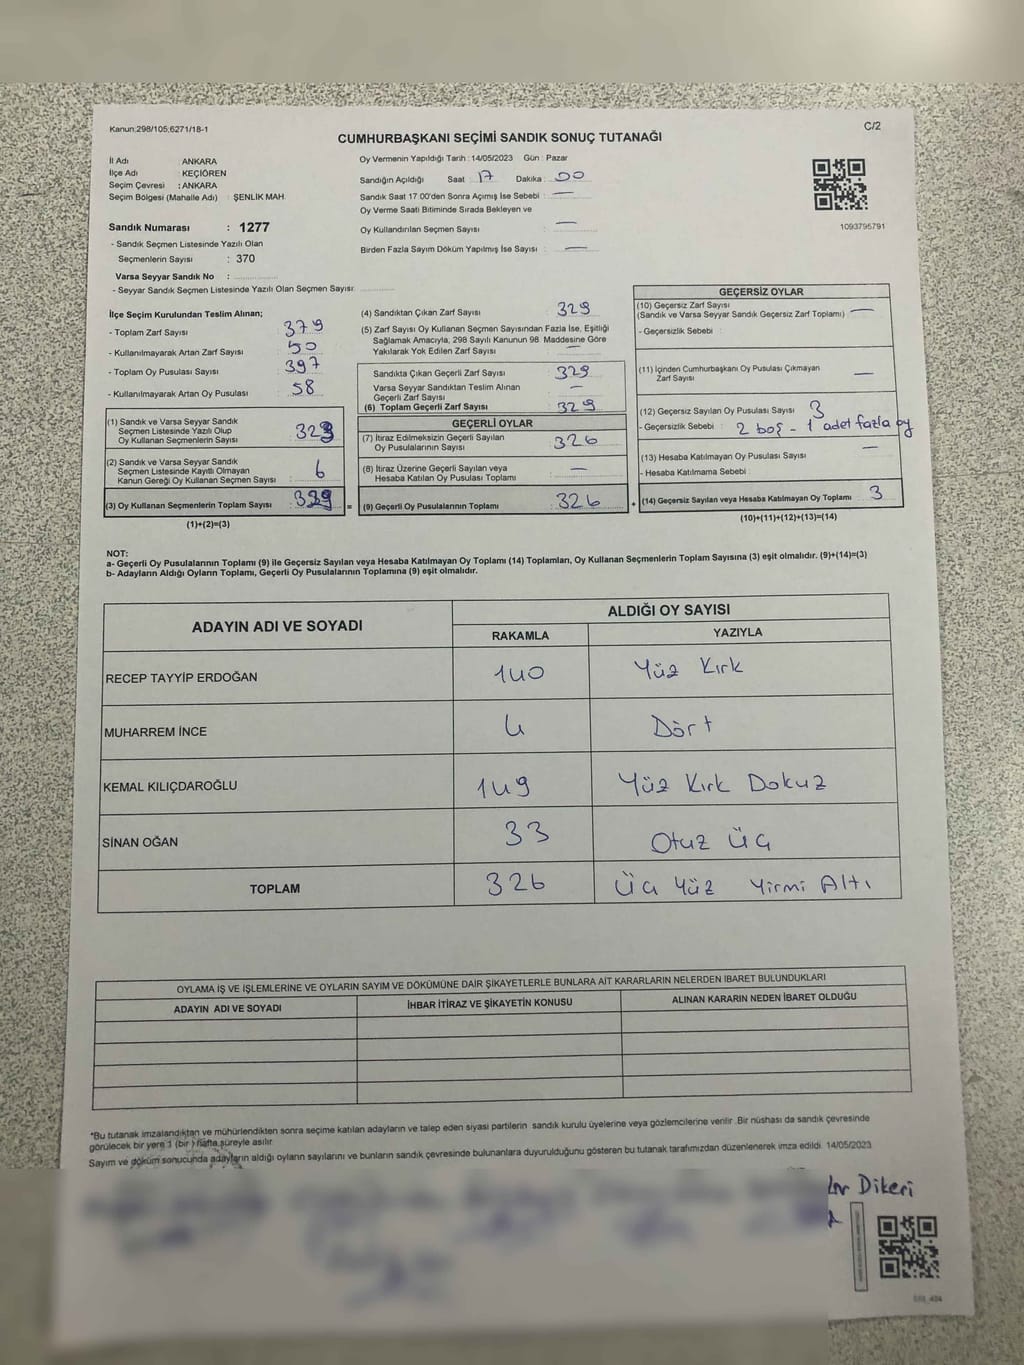 Kanun:298/105;6271/18-1
C/2
CUMHURBAŞKANI SEÇİMİ SANDIK SONUÇ TUTANAĞI
İl Adı : ANKARA
İlçe Adı : KEÇİÖREN
Seçim Çevresi : ANKARA
Seçim Bölgesi (Mahalle Adı) : ŞENLİK MAH.
Sandık Numarası : 1277
- Sandık Seçmen Listesinde Yazılı Olan
Seçmenlerin Sayısı : 370
Varsa Seyyar Sandık No :
- Seyyar Sandık Seçmen Listesinde Yazılı Olan Seçmen Sayısı:
Oy Vermenin Yapıldığı Tarih : 14/05/2023 Gün : Pazar
Sandığın Açıldığı Saat : 17 Dakika : 00
Sandık Saat 17.00'den Sonra Açımış İse Sebebi : —
Oy Verme Saati Bitiminde Sırada Bekleyen ve
Oy Kullandırılan Seçmen Sayısı : —
Birden Fazla Sayım Döküm Yapılmış İse Sayısı : —
1093795791
İlçe Seçim Kurulundan Teslim Alınan;
- Toplam Zarf Sayısı 379
- Kullanılmayarak Artan Zarf Sayısı 50
- Toplam Oy Pusulası Sayısı 397
- Kullanılmayarak Artan Oy Pusulası 58
(1) Sandık ve Varsa Seyyar Sandık
Seçmen Listesinde Yazılı Olup
Oy Kullanan Seçmenlerin Sayısı 323
(2) Sandık ve Varsa Seyyar Sandık
Seçmen Listesinde Kayıtlı Olmayan
Kanun Gereği Oy Kullanan Seçmen Sayısı 6
(3) Oy Kullanan Seçmenlerin Toplam Sayısı
(1)+(2)=(3)
(4) Sandıktan Çıkan Zarf Sayısı 329
(5) Zarf Sayısı Oy Kullanan Seçmen Sayısından Fazla İse, Eşitliği
Sağlamak Amacıyla, 298 Sayılı Kanunun 98. Maddesine Göre
Yakılarak Yok Edilen Zarf Sayısı —
Sandıkta Çıkan Geçerli Zarf Sayısı 329
Varsa Seyyar Sandıktan Teslim Alınan
Geçerli Zarf Sayısı —
(6) Toplam Geçerli Zarf Sayısı 329
GEÇERLİ OYLAR
(7) İtiraz Edilmeksizin Geçerli Sayılan
Oy Pusulalarının Sayısı 326
(8) İtiraz Üzerine Geçerli Sayılan veya
Hesaba Katılan Oy Pusulası Toplamı —
= (9) Geçerli Oy Pusulalarının Toplamı 326
GEÇERSİZ OYLAR
(10) Geçersiz Zarf Sayısı
(Sandık ve Varsa Seyyar Sandık Geçersiz Zarf Toplamı) —
- Geçersizlik Sebebi :
(11) İçinden Cumhurbaşkanı Oy Pusulası Çıkmayan
Zarf Sayısı —
(12) Geçersiz Sayılan Oy Pusulası Sayısı 3
- Geçersizlik Sebebi : 2 boş - 1 adet fazla oy
(13) Hesaba Katılmayan Oy Pusulası Sayısı —
- Hesaba Katılmama Sebebi :
+ (14) Geçersiz Sayılan veya Hesaba Katılmayan Oy Toplamı 3
(10)+(11)+(12)+(13)=(14)
NOT:
a- Geçerli Oy Pusulalarının Toplamı (9) ile Geçersiz Sayılan veya Hesaba Katılmayan Oy Toplamı (14) Toplamları, Oy Kullanan Seçmenlerin Toplam Sayısına (3) eşit olmalıdır. (9)+(14)=(3)
b- Adayların Aldığı Oyların Toplamı, Geçerli Oy Pusulalarının Toplamına (9) eşit olmalıdır.
ADAYIN ADI VE SOYADI ALDIĞI OY SAYISI
RAKAMLA YAZIYLA
RECEP TAYYİP ERDOĞAN 140 Yüz Kırk
MUHARREM İNCE 4 Dört
KEMAL KILIÇDAROĞLU 149 Yüz Kırk Dokuz
SİNAN OĞAN 33 Otuz Üç
TOPLAM 326 Üç Yüz Yirmi Altı
OYLAMA İŞ VE İŞLEMLERİNE VE OYLARIN SAYIM VE DÖKÜMÜNE DAİR ŞİKAYETLERLE BUNLARA AİT KARARLARIN NELERDEN İBARET BULUNDUKLARI
ADAYIN ADI VE SOYADI İHBAR İTİRAZ VE ŞİKAYETİN KONUSU ALINAN KARARIN NEDEN İBARET OLDUĞU
*Bu tutanak imzalandıktan ve mühürlendikten sonra seçime katılan adayların ve talep eden siyasi partilerin sandık kurulu üyelerine veya gözlemcilerine verilir. Bir nüshası da sandık çevresinde
görülecek bir yere 1 (bir) hafta süreyle asılır.
Sayım ve döküm sonucunda adayların aldığı oyların sayılarını ve bunların sandık çevresinde bulunanlara duyurulduğunu gösteren bu tutanak tarafımızdan düzenlenerek imza edildi. 14/05/2023
Dikeri